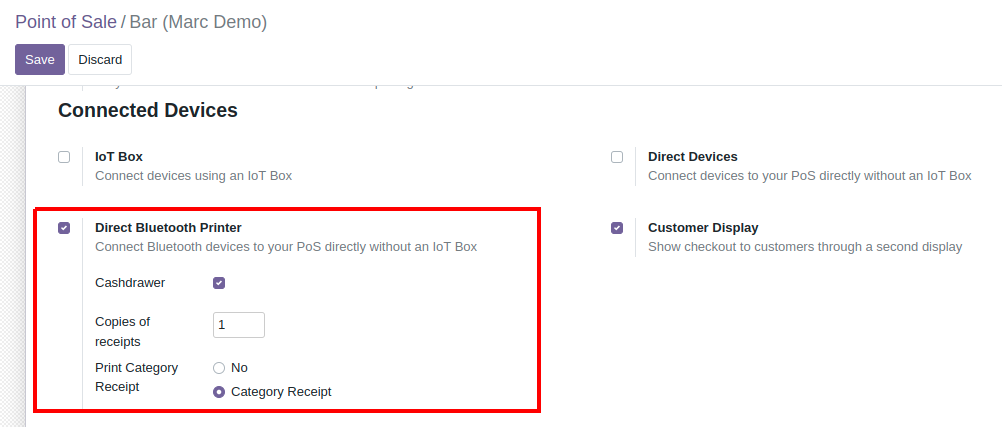 Point of Sale / Bar (Marc Demo)
Save Discard
Connected Devices
IoT Box
Connect devices using an IoT Box
Direct Devices
Connect devices to your PoS directly without an IoT Box
Direct Bluetooth Printer
Connect Bluetooth devices to your PoS directly without an IoT Box
Cashdrawer
Copies of
receipts
1
Print Category
Receipt
No
Category Receipt
Customer Display
Show checkout to customers through a second display